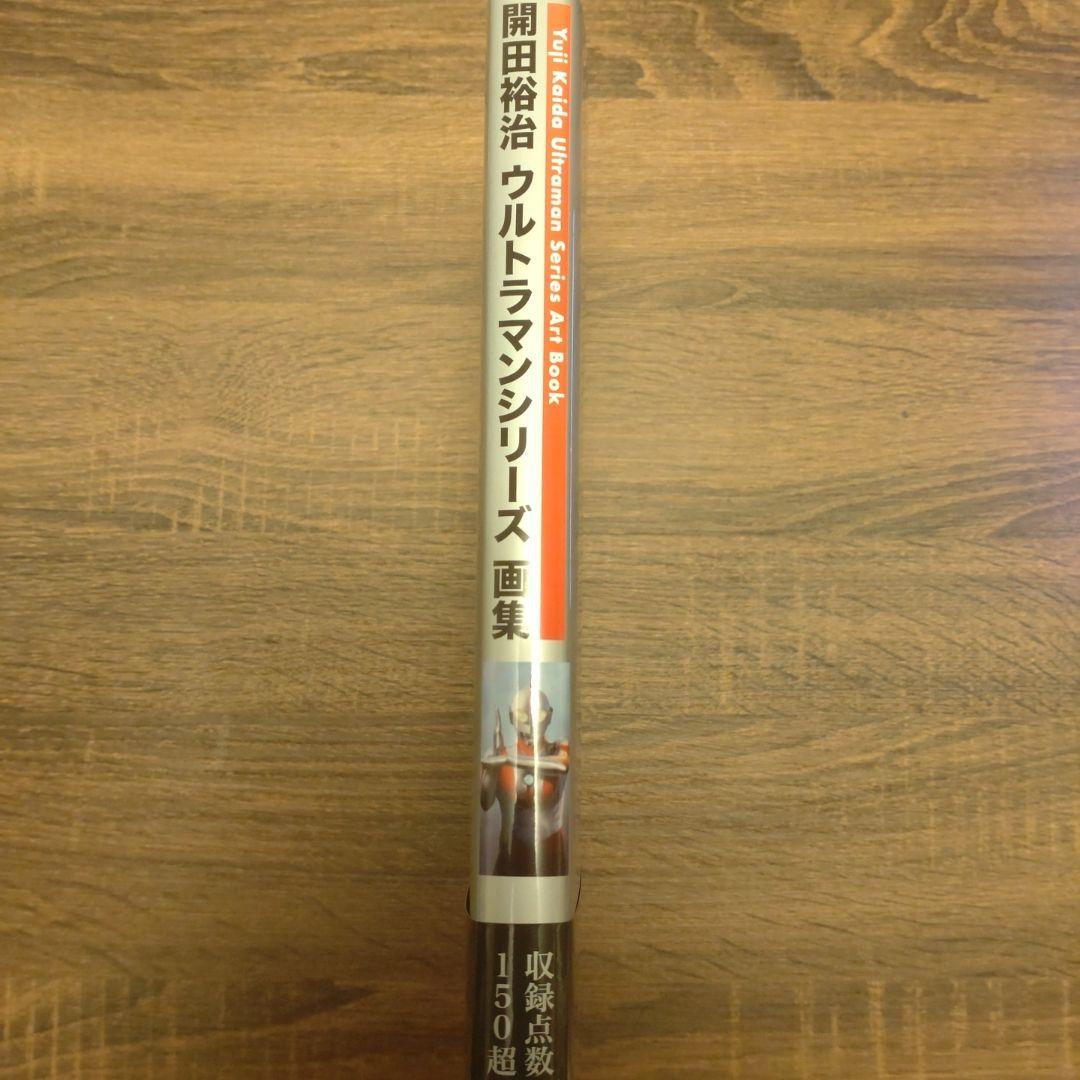 Yuji Kaida Ultraman Series Art Book
開田裕治 ウルトラマンシリーズ 画集
収録点数
150超